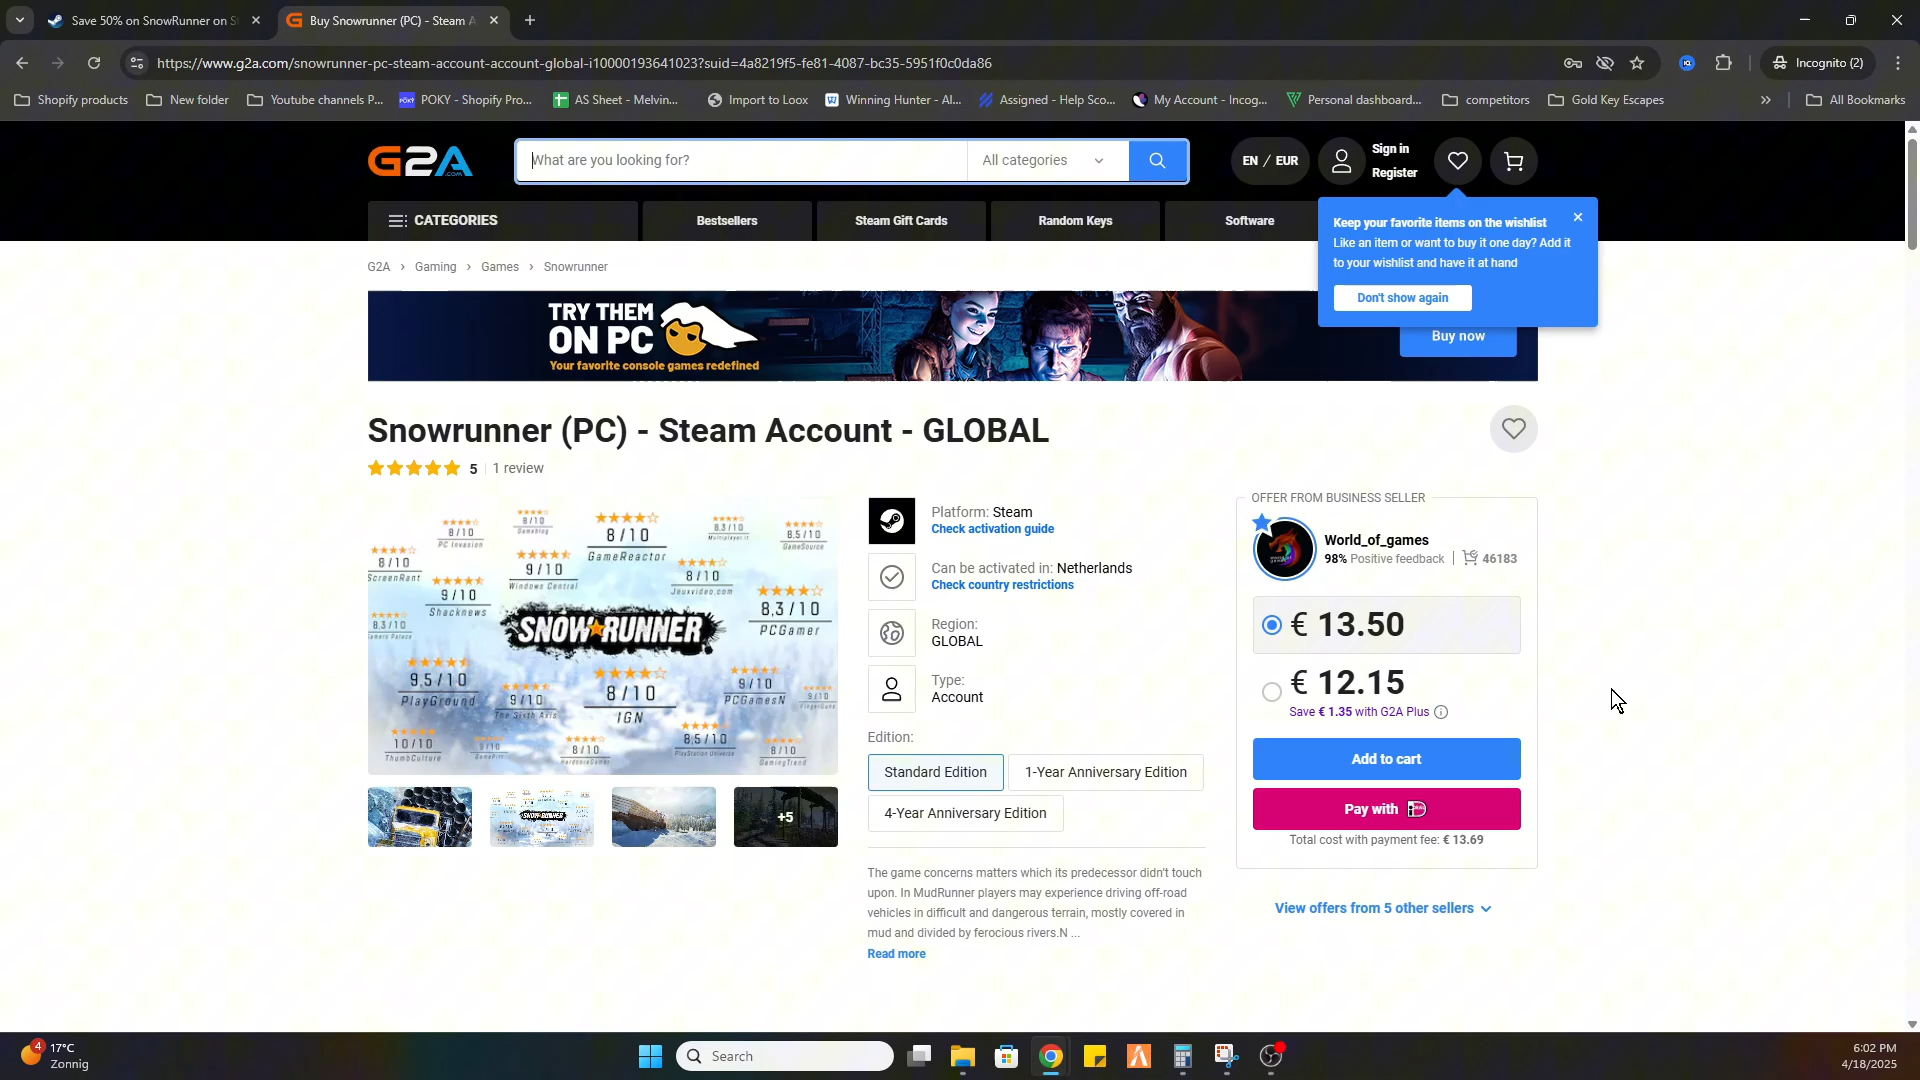 Save 50% on SnowRunner on S
Buy Snowrunner (PC) - Steam A
https://www.g2a.com/snowrunner-pc-steam-account-account-global-i10000193641023?suid=4a8219f5-fe81-4087-bc35-5951f0c0da86
Incognito (2)
Shopify products
New folder
Youtube channels P...
POKY - Shopify Pro...
AS Sheet - Melvin...
Import to Loox
Winning Hunter - AI...
Assigned - Help Sco...
My Account - Incog...
Personal dashboard...
competitors
Gold Key Escapes
All Bookmarks
G2A.COM
What are you looking for?
All categories
EN / EUR
Sign in
Register
CATEGORIES
Bestsellers
Steam Gift Cards
Random Keys
Software
Keep your favorite items on the wishlist
Like an item or want to buy it one day? Add it
to your wishlist and have it at hand
Don't show again
G2A > Gaming > Games > Snowrunner
TRY THEM
ON PC
Your favorite console games redefined
Buy now
Snowrunner (PC) - Steam Account - GLOBAL
5 | 1 review
8/10
PC Invasion
8/10
8/10
GameReactor
8,3/10
Multiplayer.it
8,5/10
GameSource
8/10
ScreenRant
9/10
Windows Central
8/10
Jeuxvideo.com
9/10
Shacknews
8,3/10
PCGamer
8,3/10
SNOWRUNNER
9,5/10
PlayGround
9/10
The Sixth Axis
8/10
IGN
9/10
PCGamesN
9/10
10/10
ThumbCulture
9/10
8/10
HardcoreGamer
8,5/10
PlayStation Universe
8/10
GamingTrend
+5
Platform: Steam
Check activation guide
Can be activated in: Netherlands
Check country restrictions
Region:
GLOBAL
Type:
Account
Edition:
Standard Edition
1-Year Anniversary Edition
4-Year Anniversary Edition
The game concerns matters which its predecessor didn't touch
upon. In MudRunner players may experience driving off-road
vehicles in difficult and dangerous terrain, mostly covered in
mud and divided by ferocious rivers.N ...
Read more
OFFER FROM BUSINESS SELLER
World_of_games
98% Positive feedback | 46183
€ 13.50
€ 12.15
Save € 1.35 with G2A Plus
Add to cart
Pay with
Total cost with payment fee: € 13.69
View offers from 5 other sellers
4
17°C
Zonnig
Search
6:02 PM
4/18/2025